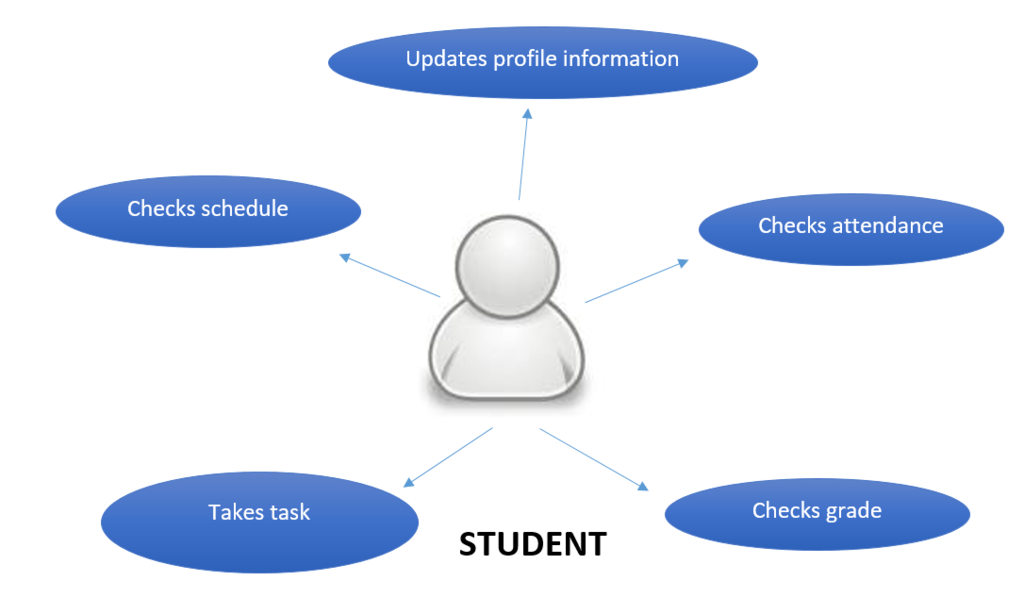 Updates profile information
Checks schedule
Checks attendance
Takes task
Checks grade
STUDENT